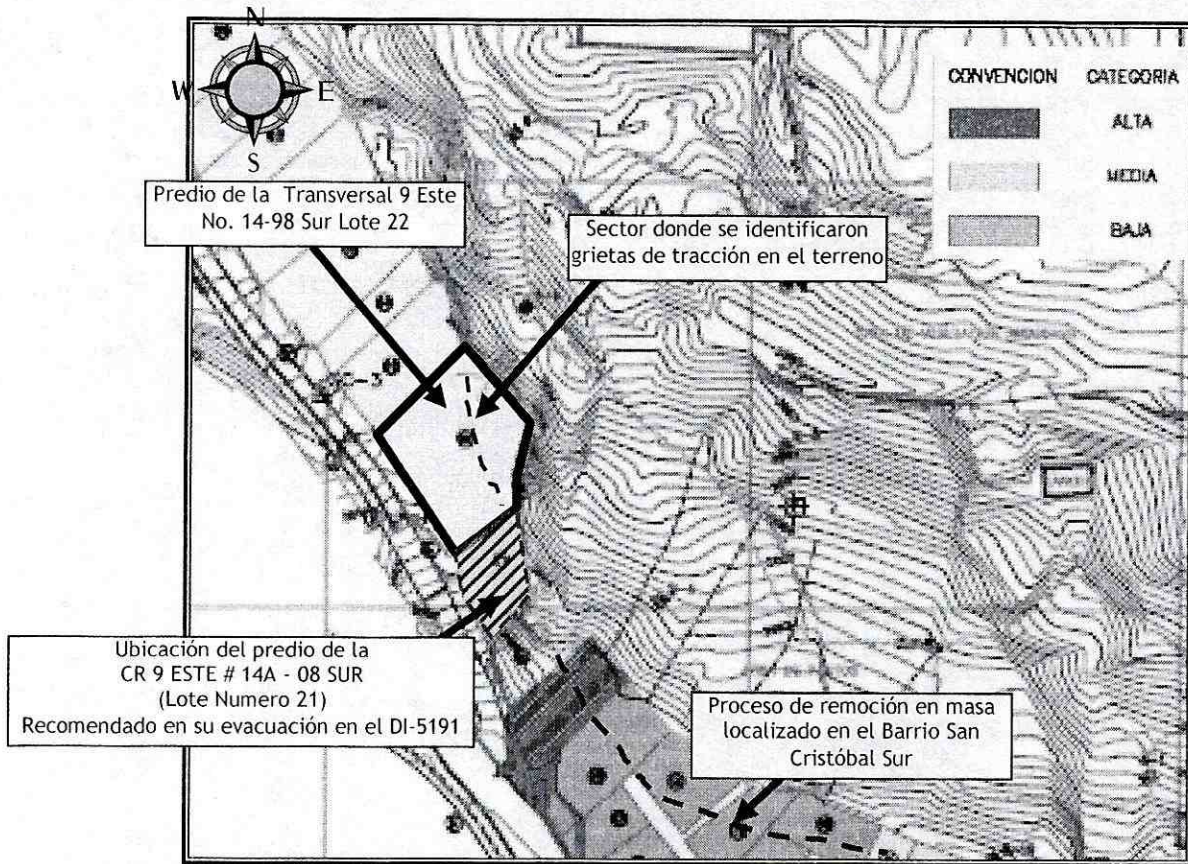 N
W
E
S
CONVENCION CATEGORIA
ALTA
MEDIA
BAJA
Predio de la Transversal 9 Este
No. 14-98 Sur Lote 22
Sector donde se identificaron
grietas de tracción en el terreno
Ubicación del predio de la
CR 9 ESTE # 14A - 08 SUR
(Lote Numero 21)
Recomendado en su evacuación en el DI-5191
Proceso de remoción en masa
localizado en el Barrio San
Cristóbal Sur